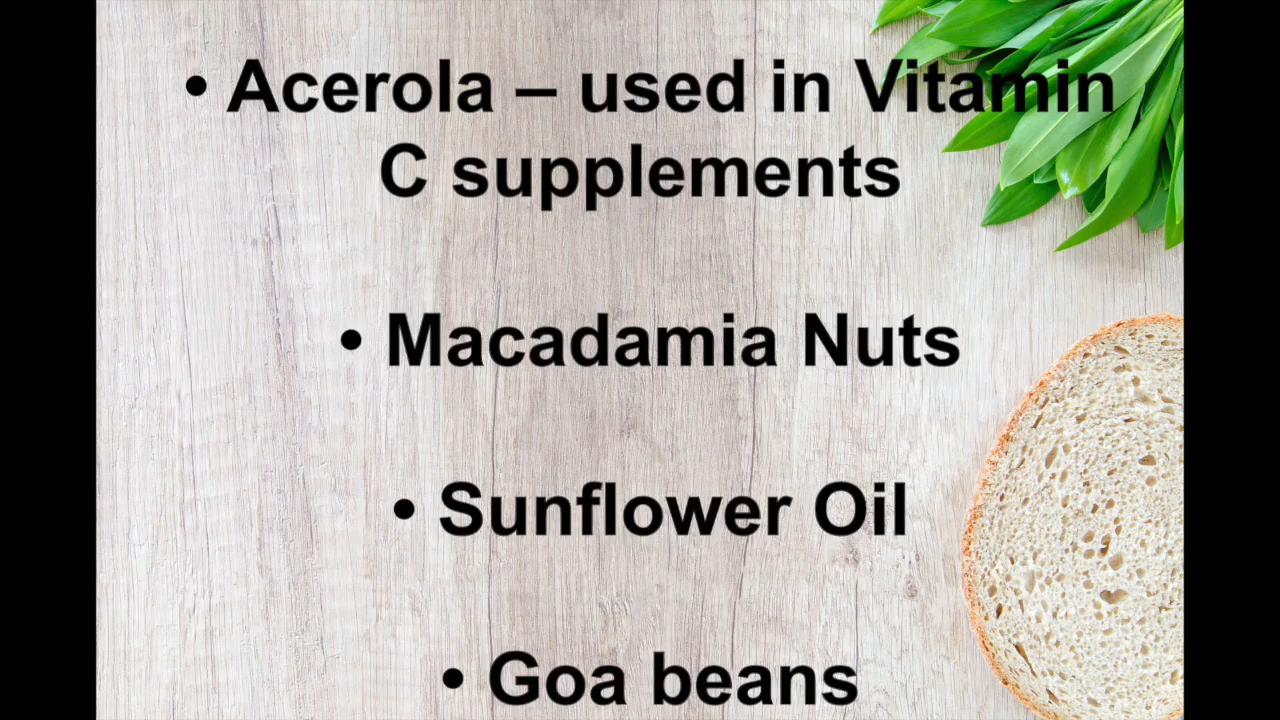 • Acerola – used in Vitamin
C supplements
• Macadamia Nuts
• Sunflower Oil
• Goa beans